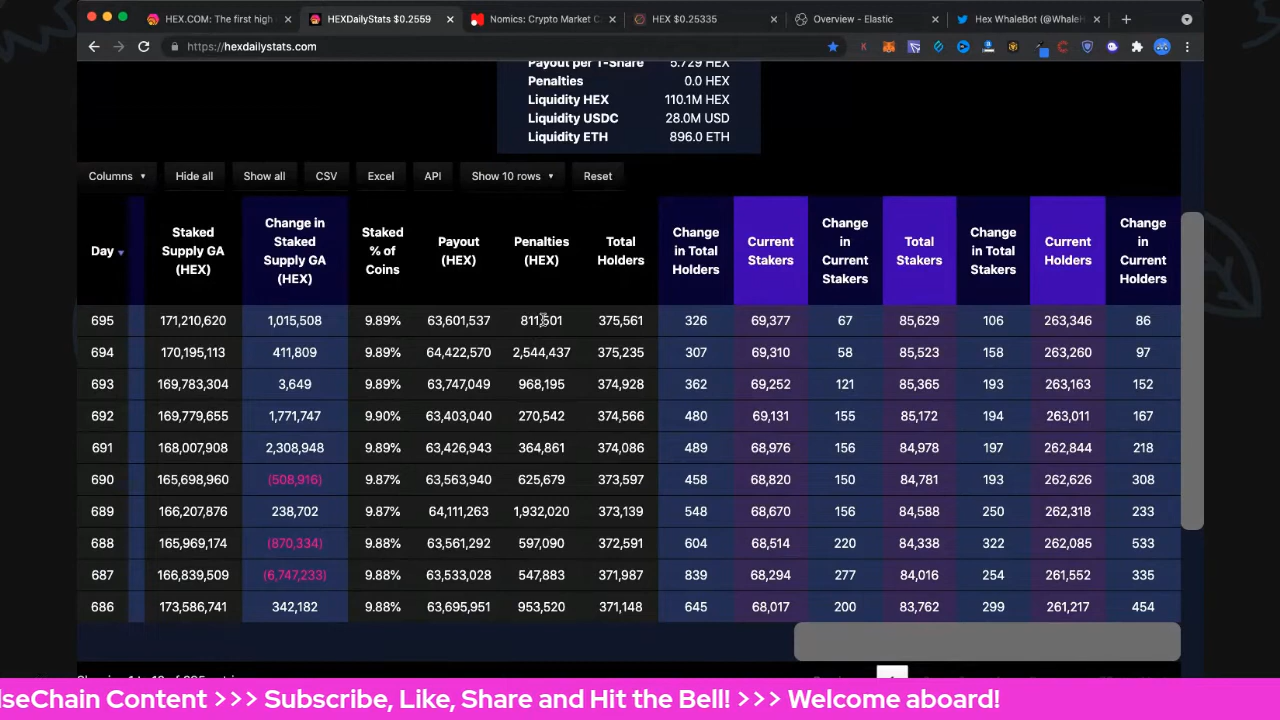 HEX.COM: The first high
HEXDailyStats $0.2559
Nomics: Crypto Market C
HEX $0.25335
Overview - Elastic
Hex WhaleBot (@WhaleH
https://hexdailystats.com
Payout per T-Share 5.729 HEX
Penalties 0.0 HEX
Liquidity HEX 110.1M HEX
Liquidity USDC 28.0M USD
Liquidity ETH 896.0 ETH
Columns Hide all Show all CSV Excel API Show 10 rows Reset
Day
Staked
Supply GA
(HEX)
Change in
Staked
Supply GA
(HEX)
Staked
% of
Coins
Payout
(HEX)
Penalties
(HEX)
Total
Holders
Change
in Total
Holders
Current
Stakers
Change
in
Current
Stakers
Total
Stakers
Change
in Total
Stakers
Current
Holders
Change
in
Current
Holders
695 171,210,620 1,015,508 9.89% 63,601,537 811,501 375,561 326 69,377 67 85,629 106 263,346 86
694 170,195,113 411,809 9.89% 64,422,570 2,544,437 375,235 307 69,310 58 85,523 158 263,260 97
693 169,783,304 3,649 9.89% 63,747,049 968,195 374,928 362 69,252 121 85,365 193 263,163 152
692 169,779,655 1,771,747 9.90% 63,403,040 270,542 374,566 480 69,131 155 85,172 194 263,011 167
691 168,007,908 2,308,948 9.89% 63,426,943 364,861 374,086 489 68,976 156 84,978 197 262,844 218
690 165,698,960 (508,916) 9.87% 63,563,940 625,679 373,597 458 68,820 150 84,781 193 262,626 308
689 166,207,876 238,702 9.87% 64,111,263 1,932,020 373,139 548 68,670 156 84,588 250 262,318 233
688 165,969,174 (870,334) 9.88% 63,561,292 597,090 372,591 604 68,514 220 84,338 322 262,085 533
687 166,839,509 (6,747,233) 9.88% 63,533,028 547,883 371,987 839 68,294 277 84,016 254 261,552 335
686 173,586,741 342,182 9.88% 63,695,951 953,520 371,148 645 68,017 200 83,762 299 261,217 454
lseChain Content >>> Subscribe, Like, Share and Hit the Bell! >>> Welcome aboard!